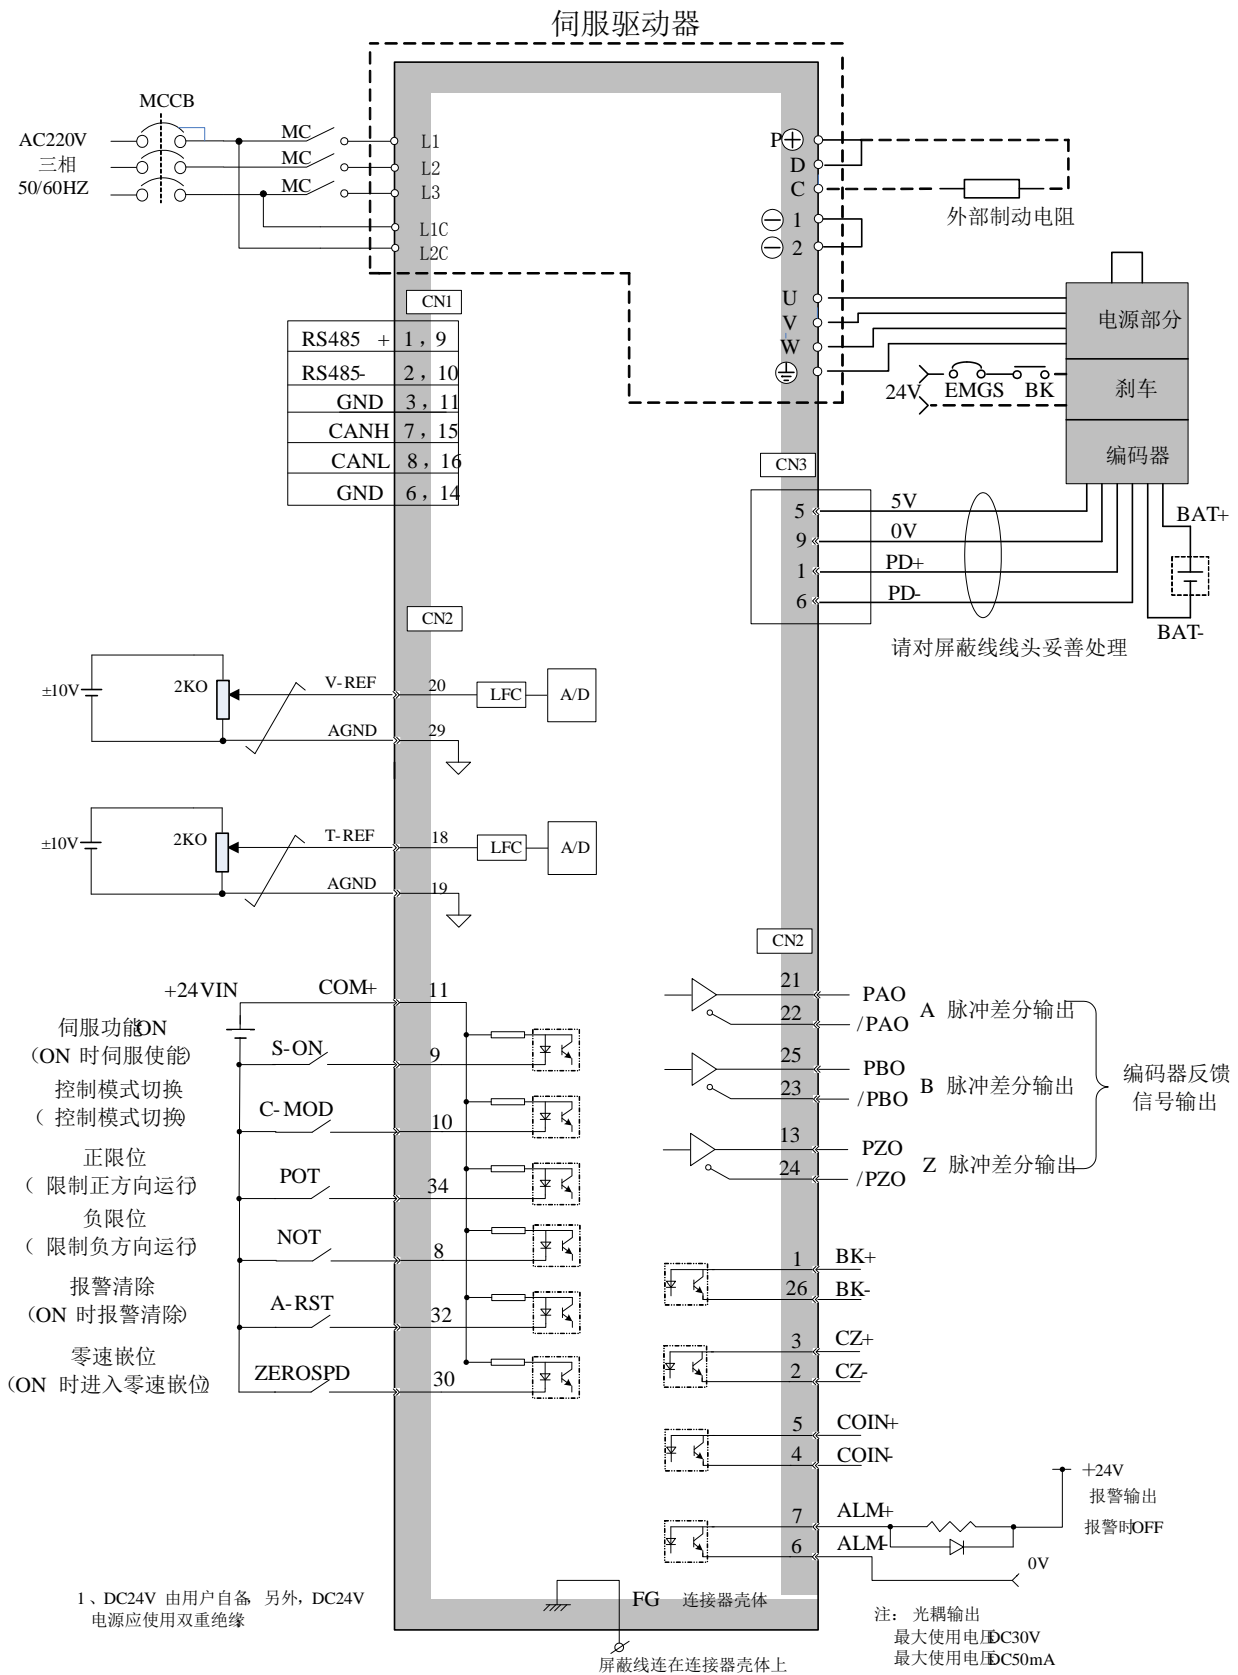 伺服驱动器
MCCB
AC220V
三相
50/60HZ
MC
MC
MC
L1
L2
L3
L1C
L2C
P
D
C
1
2
外部制动电阻
U
V
W
电源部分
24V
EMGS
BK
刹车
编码器
CN1
RS485 + 1，9
RS485- 2，10
GND 3，11
CANH 7，15
CANL 8，16
GND 6，14
CN3
5 5V
9 0V
1 PD+
6 PD-
BAT+
BAT-
请对屏蔽线线头妥善处理
CN2
±10V
2KO
V-REF 20
LFC
A/D
AGND 29
±10V
2KO
T-REF 18
LFC
A/D
AGND 19
+24VIN
COM+ 11
伺服功能ON
（ON 时伺服使能）
S-ON 9
控制模式切换
（ 控制模式切换）
C-MOD 10
正限位
（ 限制正方向运行）
POT 34
负限位
（ 限制负方向运行）
NOT 8
报警清除
（ON 时报警清除）
A-RST 32
零速嵌位
（ON 时进入零速嵌位）
ZEROSPD 30
CN2
21 PAO
22 /PAO
A 脉冲差分输出
25 PBO
23 /PBO
B 脉冲差分输出
13 PZO
24 /PZO
Z 脉冲差分输出
编码器反馈
信号输出
1 BK+
26 BK-
3 CZ+
2 CZ-
5 COIN+
4 COIN-
7 ALM+
6 ALM-
+24V
报警输出
报警时OFF
0V
FG 连接器壳体
屏蔽线连在连接器壳体上
1、DC24V 由用户自备，另外，DC24V
电源应使用双重绝缘
注： 光耦输出
最大使用电压DC30V
最大使用电压DC50mA